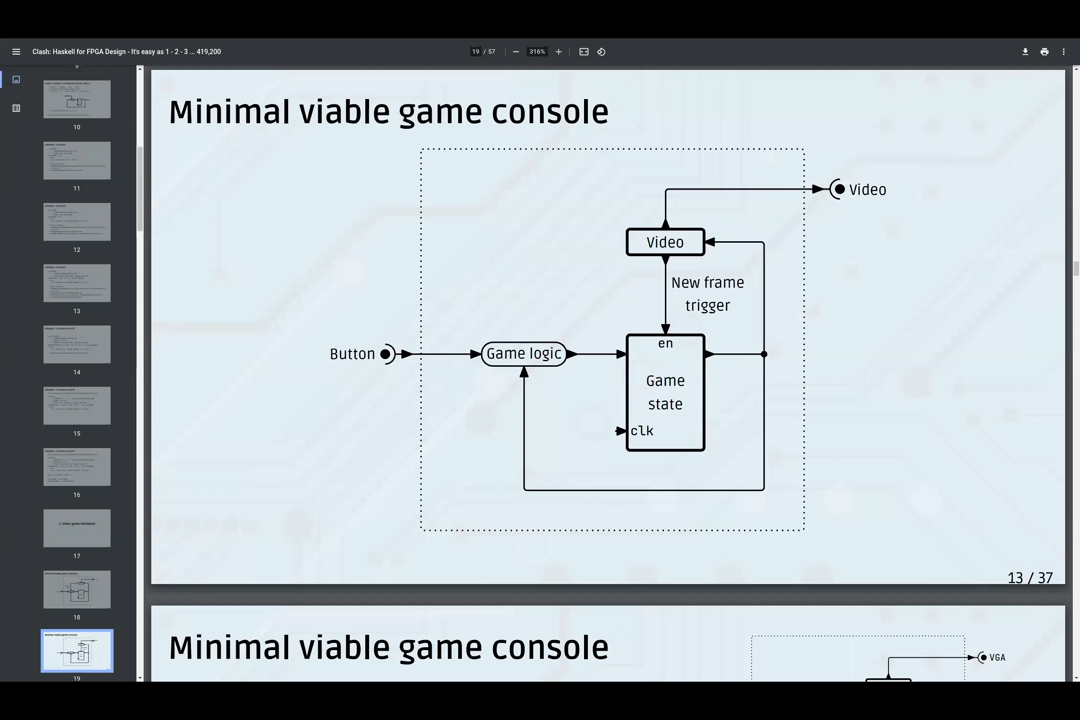 Clash: Haskell for FPGA Design - It's easy as 1 - 2 - 3 ... 419,200
19 / 57
316%
10
11
12
13
14
15
16
17
18
19
Minimal viable game console
Video
Video
New frame
trigger
en
Button
Game logic
Game
state
clk
13 / 37
Minimal viable game console
VGA